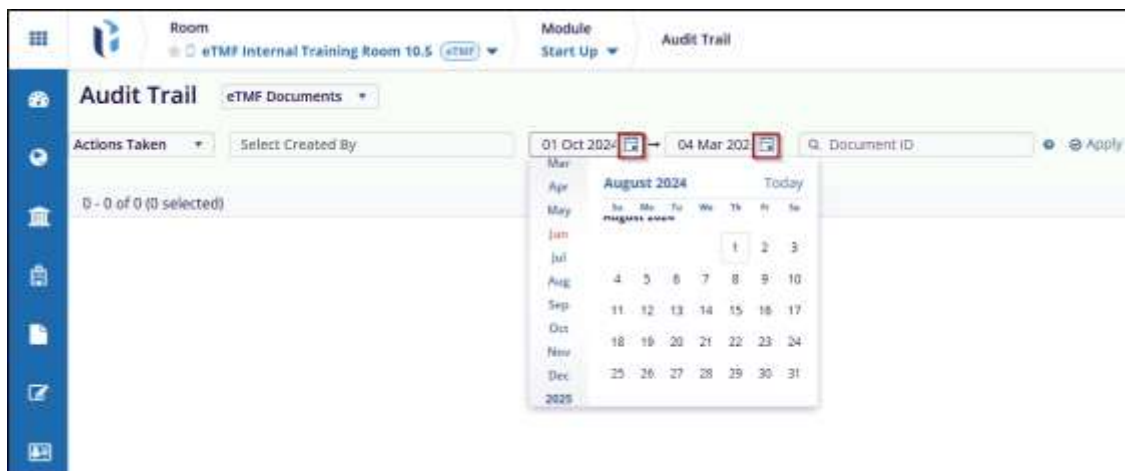 Room
eTMF Internal Training Room 10.5 eTMF
Module
Start Up
Audit Trail
Audit Trail
eTMF Documents
Actions Taken
Select Created By
01 Oct 2024
→
04 Mar 202
Document ID
Apply
0 - 0 of 0 (0 selected)
Mar
Apr
May
Jun
Jul
Aug
Sep
Oct
Nov
Dec
2025
August 2024 Today
Su Mo Tu We Th Fr Sa
August 2024
1 2 3
4 5 6 7 8 9 10
11 12 13 14 15 16 17
18 19 20 21 22 23 24
25 26 27 28 29 30 31